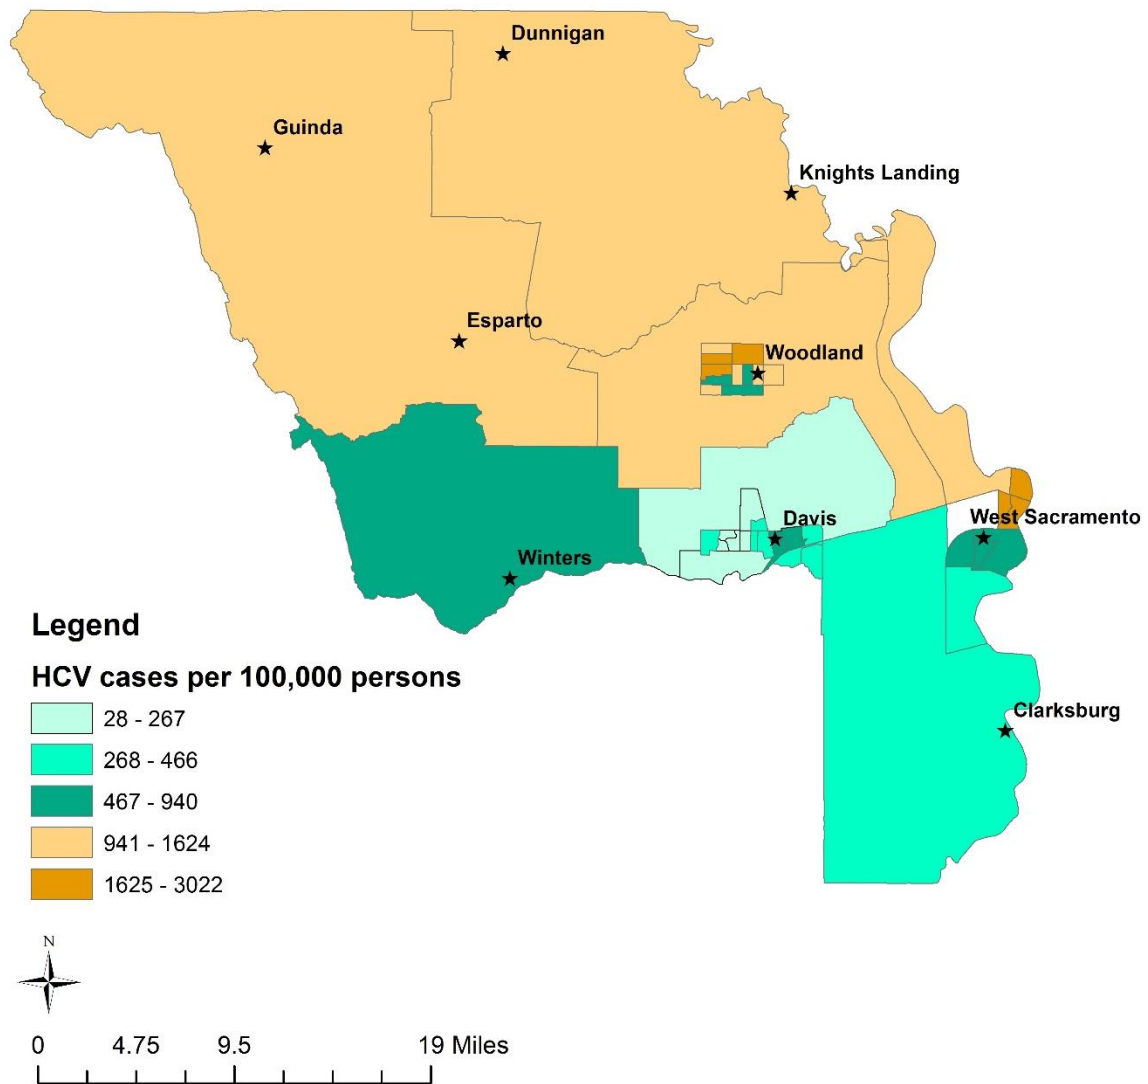 Dunnigan
Guinda
Knights Landing
Esparto
Woodland
West Sacramento
Davis
Winters
Clarksburg
Legend
HCV cases per 100,000 persons
28 - 267
268 - 466
467 - 940
941 - 1624
1625 - 3022
N
0 4.75 9.5 19 Miles